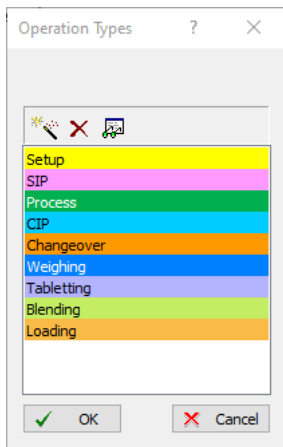 Operation Types ?
Setup
SIP
Process
CIP
Changeover
Weighing
Tabletting
Blending
Loading
OK Cancel